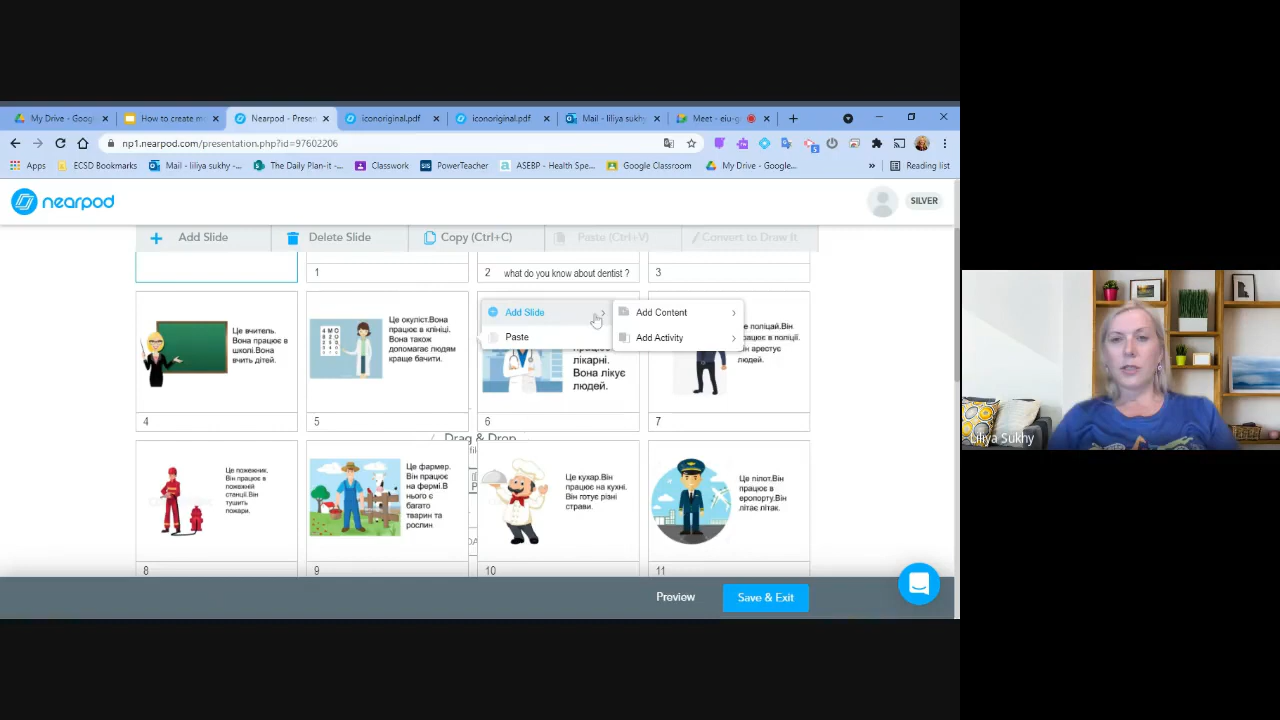 My Drive - Goog
How to create m
Nearpod - Presen
iconoriginal.pdf
iconoriginal.pdf
Mail - liliya sukhy
Meet - eiu-g
np1.nearpod.com/presentation.php?id=97602206
Apps
ECSD Bookmarks
Mail - liliya sukhy -...
The Daily Plan-it -...
Classwork
SIS
PowerTeacher
ASEBP - Health Spe...
Google Classroom
My Drive - Google...
»
Reading list
nearpod
SILVER
+ Add Slide
Delete Slide
Copy (Ctrl+C)
Paste (Ctrl+V)
Convert to Draw It
1
2 what do you know about dentist ?
3
Це вчитель.
Вона працює в
школі.Вона
вчить дітей.
4
Це окуліст.Вона
працює в клініці.
Вона також
допомагає людям
краще бачити.
5
Add Slide
Paste
Add Content
Add Activity
лікарні.
Вона лікує
людей.
6
е поліцай.Він
працює в поліції.
арестує
людей.
7
Drag & Drop
Це пожежник.
Він працює в
пожежній
станції.Він
тушить
пожари.
8
Це фармер.
Він працює
на фермі.В
нього є
багато
тварин та
рослин
9
Це кухар.Він
працює на кухні.
Він готує різні
страви.
10
Це пілот.Він
працює в
еропорту.Він
літає літак.
11
Preview
Save & Exit
Liliya Sukhy